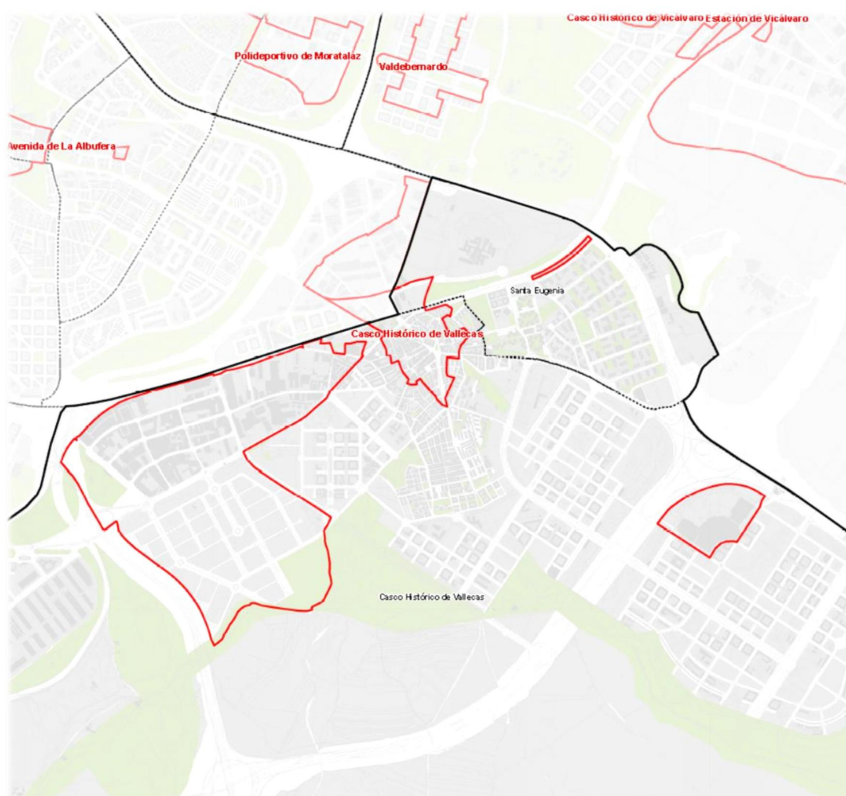 Casco Histórico de Vicálvaro
Estación de Vicálvaro
Polideportivo de Moratalaz
Valdebernardo
venida de La Albufera
Santa Eugenia
Casco Histórico de Vallecas
Casco Histórico de Vallecas